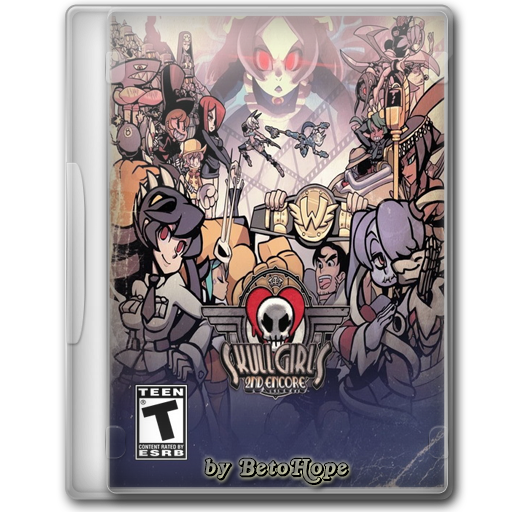 W
SKULLGIRLS
2ND ENCORE
TEEN
T
CONTENT RATED BY
ESRB
by BetoHope